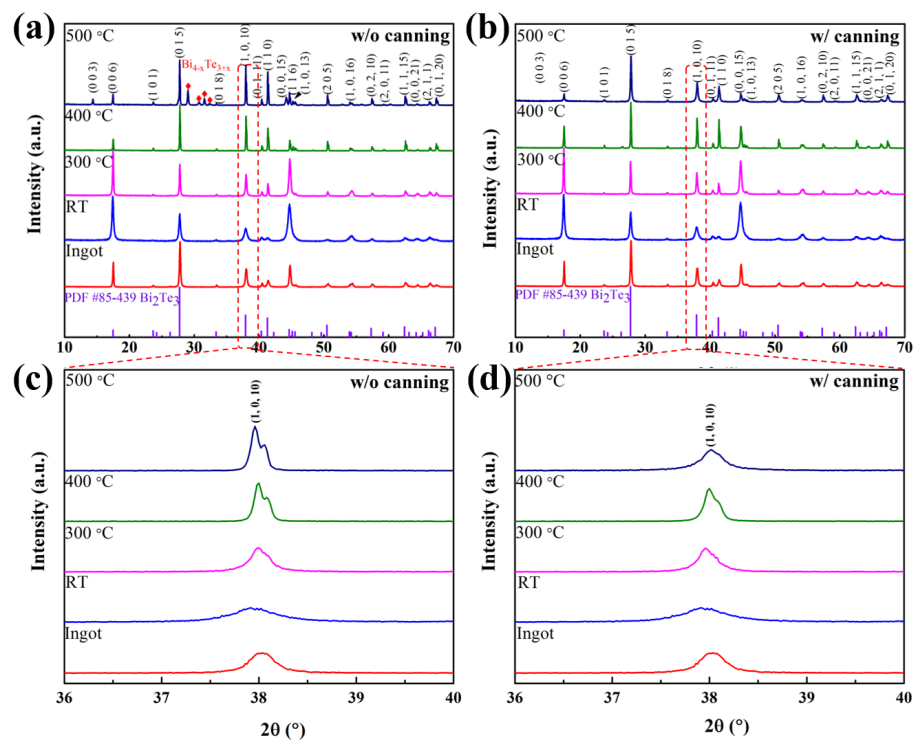 (a)
500 °C
w/o canning
(0 0 3)
(0 0 6)
(1 0 1)
(0 1 5)
Bi4-xTe3+x
(0 1 8)
(1, 0, 10)
(0, 1, 11)
(1 1 0)
(0, 0, 15)
(1 1 6)
(1, 0, 13)
(2 0 5)
(1, 0, 16)
(0, 2, 10)
(2, 0, 11)
(1, 1, 15)
(0, 0, 21)
(2, 1, 1)
(0, 1, 20)
400 °C
300 °C
RT
Ingot
PDF #85-439 Bi2Te3
Intensity (a.u.)
10 20 30 40 50 60 70
(b)
500 °C
w/ canning
(0 0 3)
(0 0 6)
(1 0 1)
(0 1 5)
(0 1 8)
(1, 0, 10)
(0, 1, 11)
(1 1 0)
(0, 0, 15)
(1, 0, 13)
(2 0 5)
(1, 0, 16)
(0, 2, 10)
(2, 0, 11)
(1, 1, 15)
(0, 0, 21)
(2, 1, 1)
(0, 1, 20)
400 °C
300 °C
RT
Ingot
PDF #85-439 Bi2Te3
Intensity (a.u.)
10 20 30 40 50 60 70
(c)
500 °C
w/o canning
(1, 0, 10)
400 °C
300 °C
RT
Ingot
Intensity (a.u.)
36 37 38 39 40
2θ (°)
(d)
500 °C
w/ canning
(1, 0, 10)
400 °C
300 °C
RT
Ingot
Intensity (a.u.)
36 37 38 39 40
2θ (°)